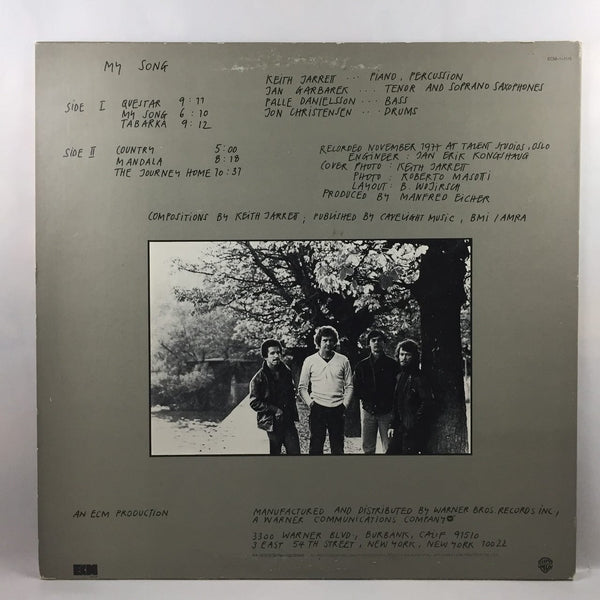 MY SONG
SIDE I
QUESTAR 9:11
MY SONG 6:10
TABARKA 9:12
SIDE II
COUNTRY 5:00
MANDALA 8:18
THE JOURNEY HOME 10:37
KEITH JARRETT ... PIANO, PERCUSSION
JAN GARBAREK ... TENOR AND SOPRANO SAXOPHONES
PALLE DANIELSSON .. BASS
JON CHRISTENSEN .. DRUMS
RECORDED NOVEMBER 1977 AT TALENT STUDIOS, OSLO
ENGINEER : JAN ERIK KONGSHAUG
COVER PHOTO : KEITH JARRETT
PHOTO : ROBERTO MASOTTI
LAYOUT : B. WOJIRSCH
PRODUCED BY MANFRED EICHER
COMPOSITIONS BY KEITH JARRETT, PUBLISHED BY CAVELIGHT MUSIC, BMI / AMRA
AN ECM PRODUCTION
MANUFACTURED AND DISTRIBUTED BY WARNER BROS. RECORDS INC.,
A WARNER COMMUNICATIONS COMPANY
3300 WARNER BLVD., BURBANK, CALIF 91510
3 EAST 54TH STREET, NEW YORK, NEW YORK 10022
ECM